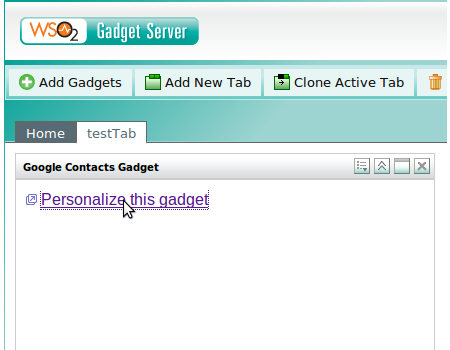 WSO2 Gadget Server
Add Gadgets Add New Tab Clone Active Tab
Home testTab
Google Contacts Gadget
Personalize this gadget